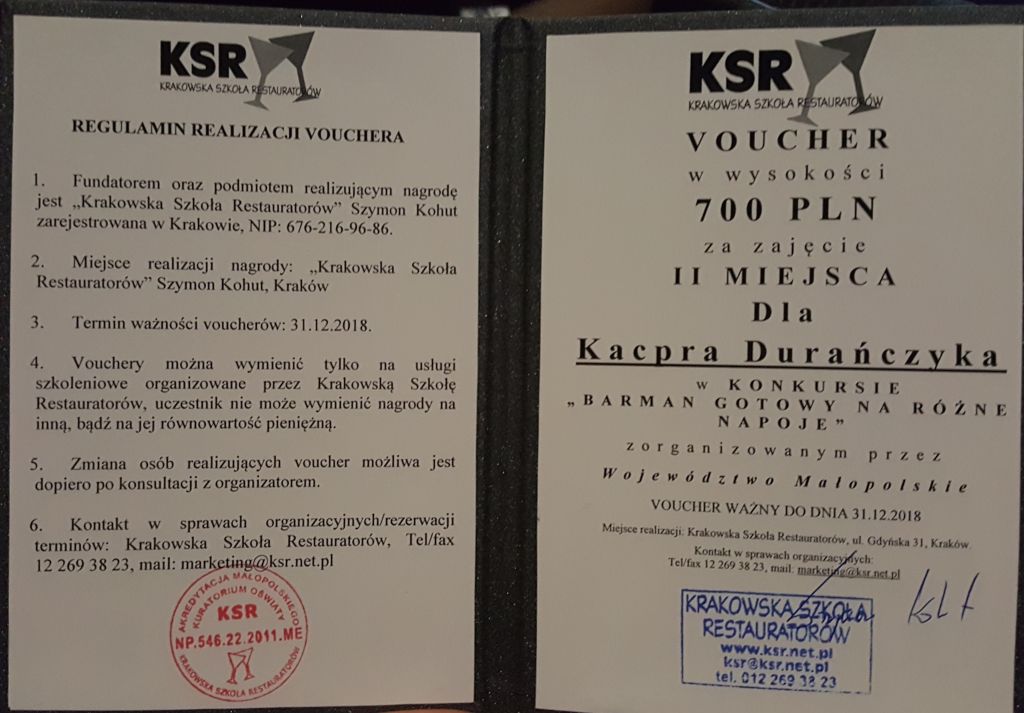 KSR
KRAKOWSKA SZKOŁA RESTAURATORÓW
REGULAMIN REALIZACJI VOUCHERA
1. Fundatorem oraz podmiotem realizującym nagrodę
jest „Krakowska Szkoła Restauratorów” Szymon Kohut
zarejestrowana w Krakowie, NIP: 676-216-96-86.
2. Miejsce realizacji nagrody: „Krakowska Szkoła
Restauratorów” Szymon Kohut, Kraków
3. Termin ważności voucherów: 31.12.2018.
4. Vouchery można wymienić tylko na usługi
szkoleniowe organizowane przez Krakowską Szkołę
Restauratorów, uczestnik nie może wymienić nagrody na
inną, bądź na jej równowartość pieniężną.
5. Zmiana osób realizujących voucher możliwa jest
dopiero po konsultacji z organizatorem.
6. Kontakt w sprawach organizacyjnych/rezerwacji
terminów: Krakowska Szkoła Restauratorów, Tel/fax
12 269 38 23, mail: marketing@ksr.net.pl
AKREDYTACJA MAŁOPOLSKIEGO
KURATORIUM OŚWIATY
KSR
NP.546.22.2011.ME
KRAKOWSKA SZKOŁA RESTAURATORÓW
KSR
KRAKOWSKA SZKOŁA RESTAURATORÓW
VOUCHER
w wysokości
700 PLN
za zajęcie
II MIEJSCA
Dla
Kacpra Durańczyka
w KONKURSIE
„BARMAN GOTOWY NA RÓŻNE
NAPOJE”
zorganizowanym przez
Województwo Małopolskie
VOUCHER WAŻNY DO DNIA 31.12.2018
Miejsce realizacji: Krakowska Szkoła Restauratorów, ul. Gdyńska 31, Kraków.
Kontakt w sprawach organizacyjnych:
Tel/fax 12 269 38 23, mail: marketing@ksr.net.pl
KRAKOWSKA SZKOŁA
RESTAURATORÓW
www.ksr.net.pl
ksr@ksr.net.pl
tel. 012 269 38 23